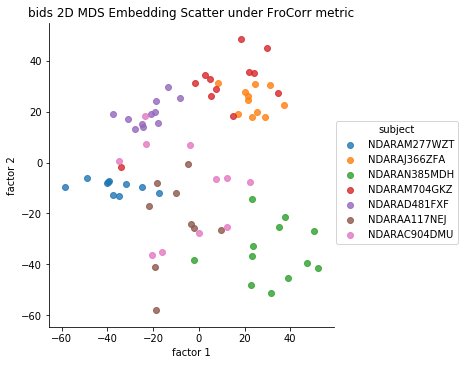 bids 2D MDS Embedding Scatter under FroCorr metric
factor 2
40
20
0
−20
−40
−60
−60 −40 −20 0 20 40
factor 1
subject
NDARAM277WZT
NDARAJ366ZFA
NDARAN385MDH
NDARAM704GKZ
NDARAD481FXF
NDARAA117NEJ
NDARAC904DMU